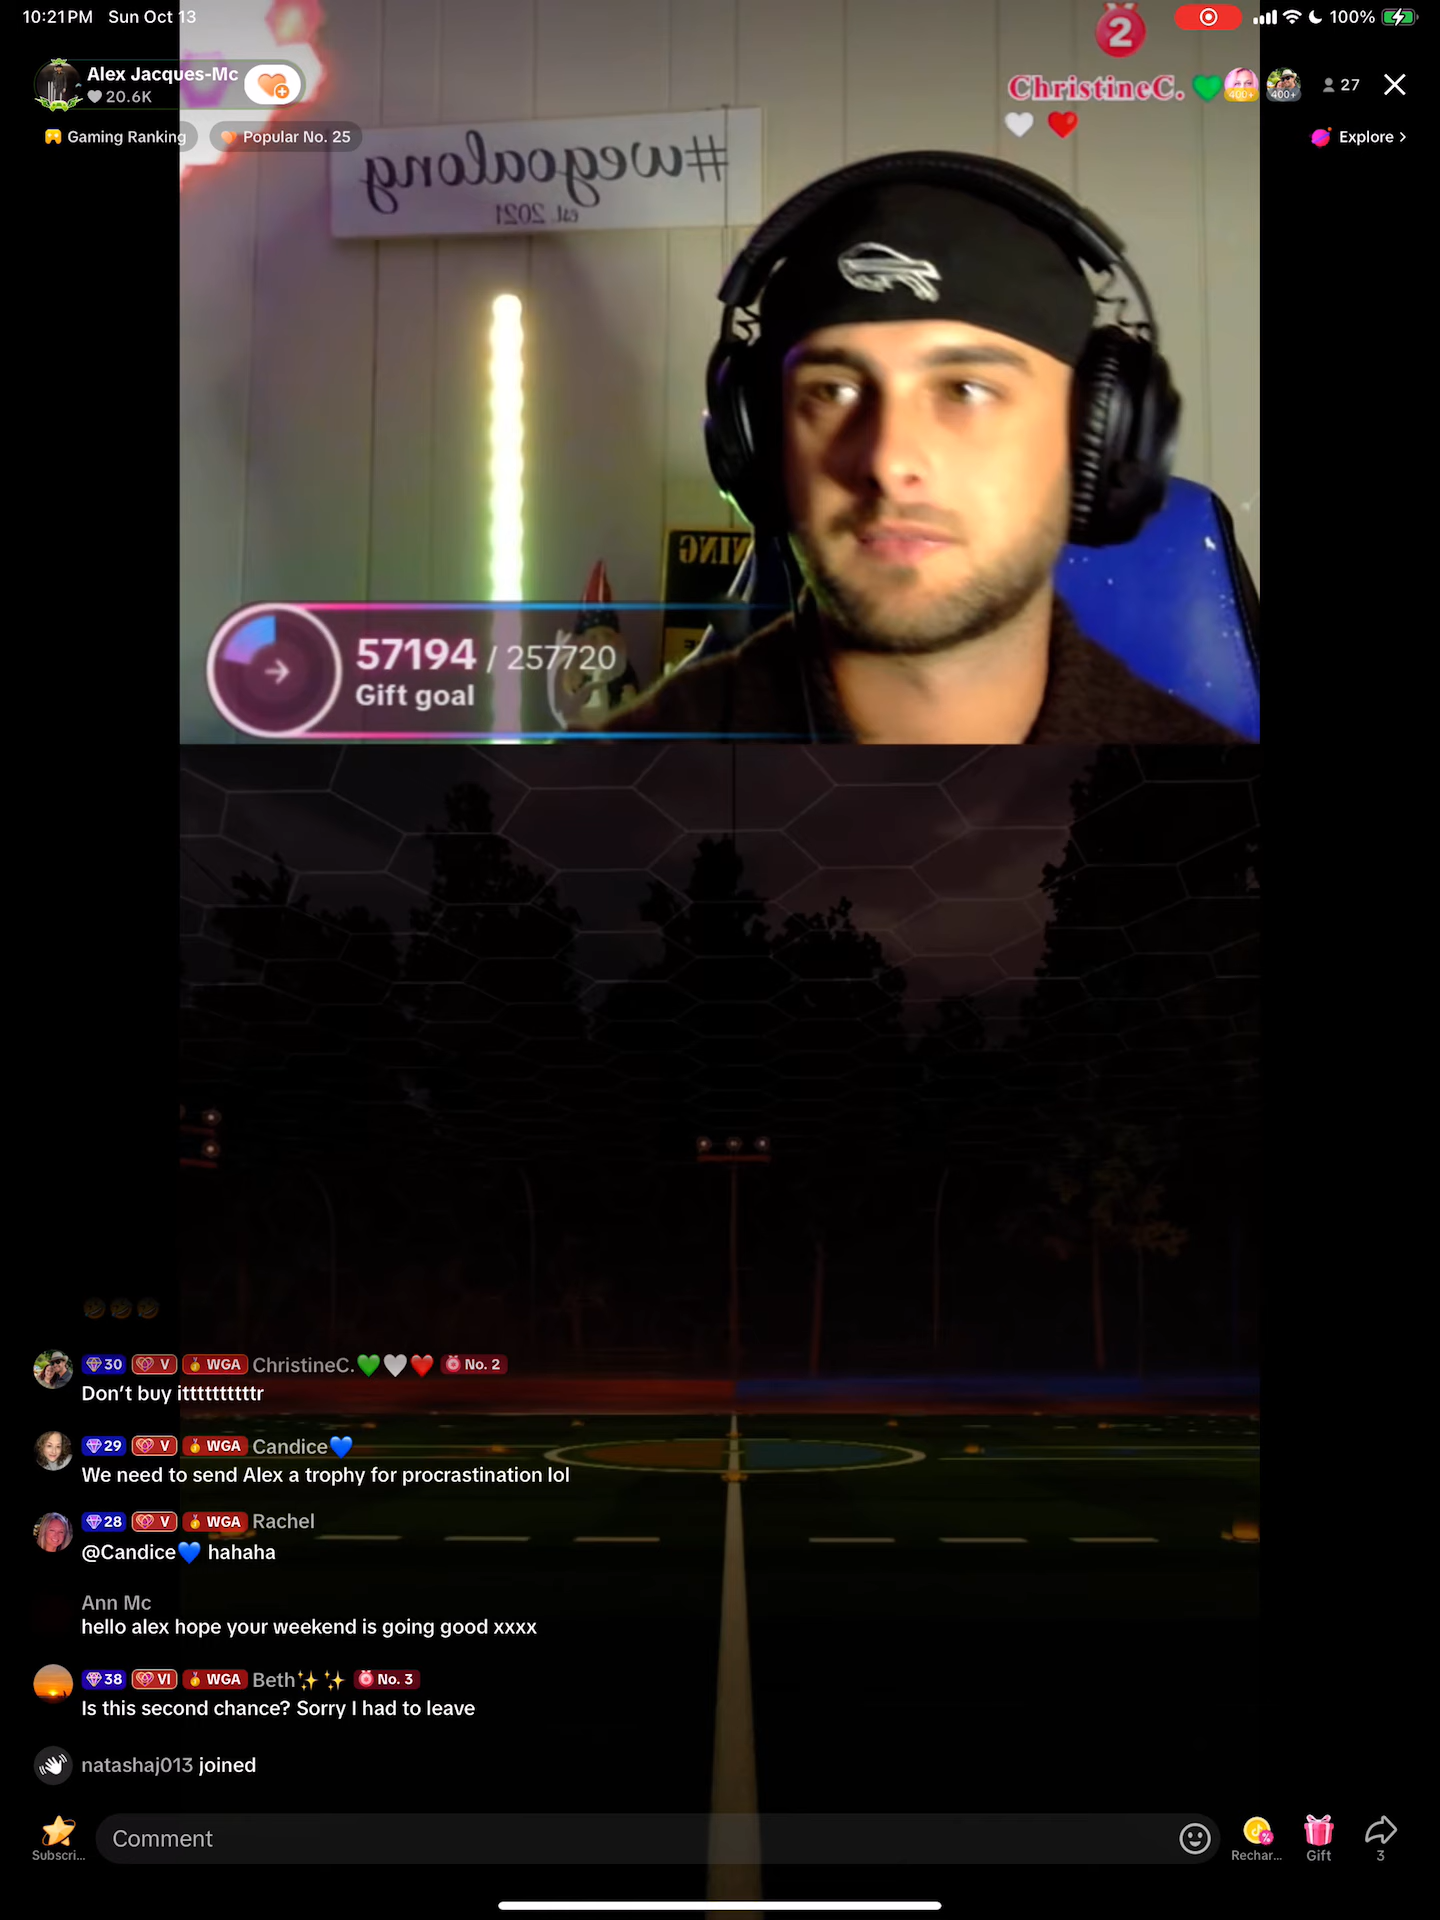 10:21 PM Sun Oct 13
100%
2
Alex Jacques-Mc
20.6K
ChristineC.
400+
400+
27
Gaming Ranking
Popular No. 25
Explore >
#wegoalong
est. 2021
NING
57194 / 257720
Gift goal
30 V WGA ChristineC.💚🤍❤️ No. 2
Don’t buy itttttttttr
29 V WGA Candice💙
We need to send Alex a trophy for procrastination lol
28 V WGA Rachel
@Candice💙 hahaha
Ann Mc
hello alex hope your weekend is going good xxxx
38 VI WGA Beth✨✨ No. 3
Is this second chance? Sorry I had to leave
natashaj013 joined
Subscri...
Comment
Rechar...
Gift
3